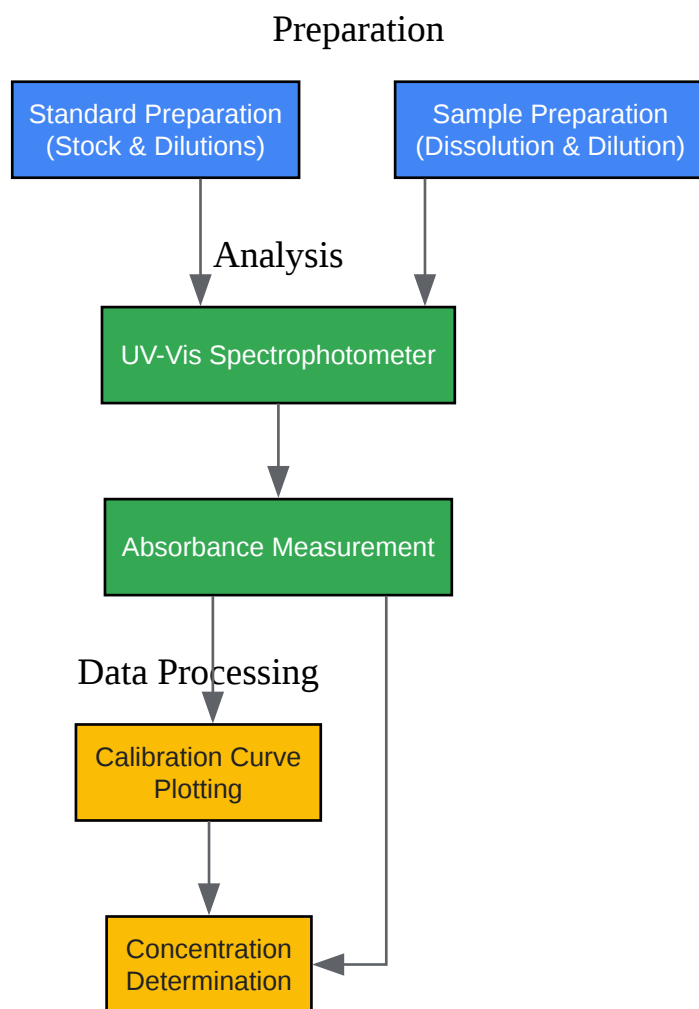 Preparation
Standard Preparation
(Stock & Dilutions)
Sample Preparation
(Dissolution & Dilution)
Analysis
UV-Vis Spectrophotometer
Absorbance Measurement
Data Processing
Calibration Curve
Plotting
Concentration
Determination